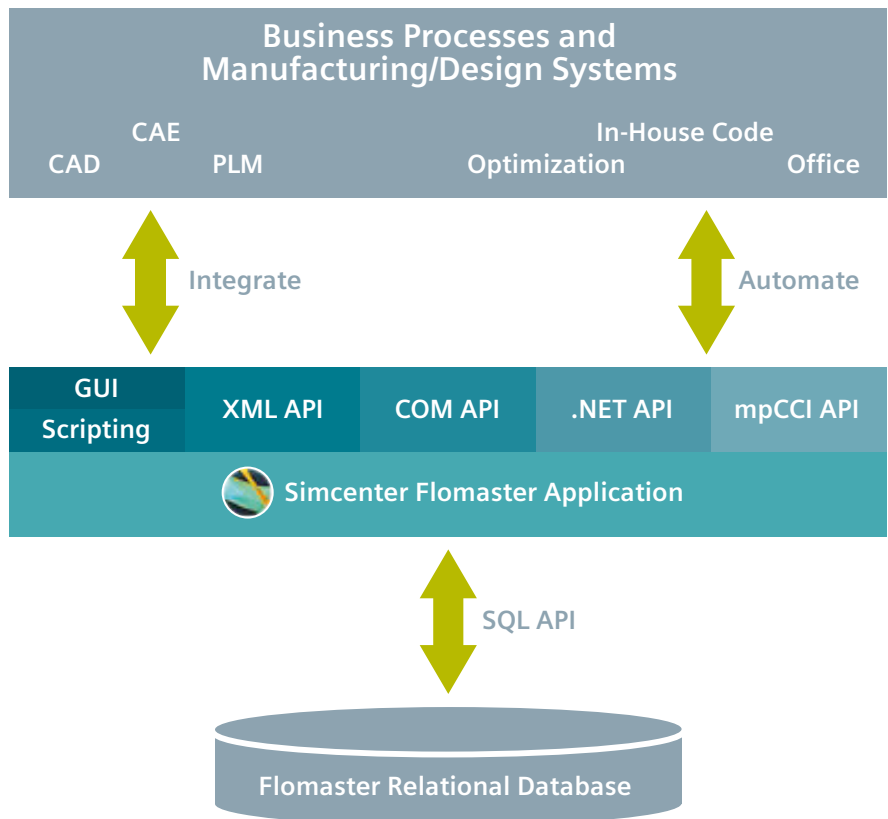 Business Processes and
Manufacturing/Design Systems
CAE
In-House Code
CAD
PLM
Optimization
Office
Integrate
Automate
GUI
Scripting
XML API
COM API
.NET API
mpCCI API
Simcenter Flomaster Application
SQL API
Flomaster Relational Database